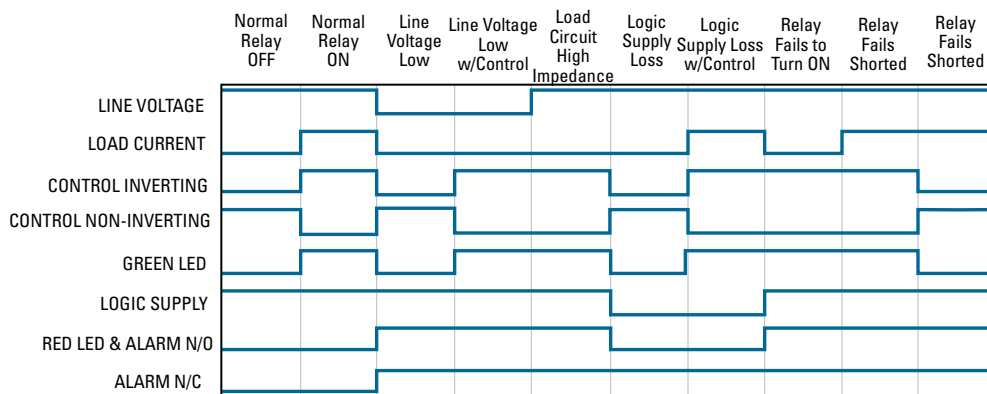 Normal
Relay
OFF
Normal
Relay
ON
Line
Voltage
Low
Line Voltage
Low
w/Control
Load
Circuit
High
Impedance
Logic
Supply
Loss
Logic
Supply Loss
w/Control
Relay
Fails to
Turn ON
Relay
Fails
Shorted
Relay
Fails
Shorted
LINE VOLTAGE
LOAD CURRENT
CONTROL INVERTING
CONTROL NON-INVERTING
GREEN LED
LOGIC SUPPLY
RED LED & ALARM N/O
ALARM N/C